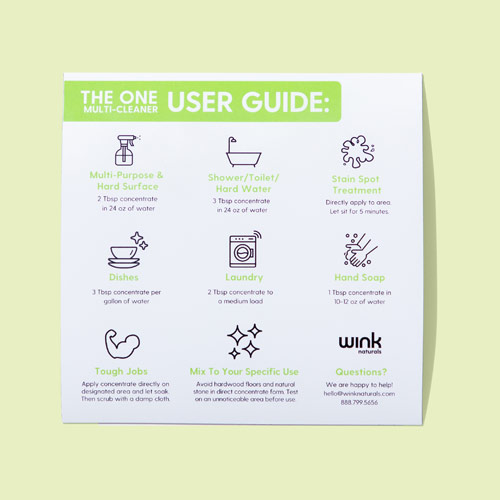 THE ONE
MULTI-CLEANER
USER GUIDE:
Multi-Purpose &
Hard Surface
2 Tbsp concentrate
in 24 oz of water
Shower/Toilet/
Hard Water
3 Tbsp concentrate
in 24 oz of water
Stain Spot
Treatment
Directly apply to area.
Let sit for 5 minutes.
Dishes
3 Tbsp concentrate per
gallon of water
Laundry
2 Tbsp concentrate to
a medium load
Hand Soap
1 Tbsp concentrate in
10-12 oz of water
Tough Jobs
Apply concentrate directly on
designated area and let soak.
Then scrub with a damp cloth.
Mix To Your Specific Use
Avoid hardwood floors and natural
stone in direct concentrate form. Test
on an unnoticeable area before use.
wink
naturals
Questions?
We are happy to help!
hello@winknaturals.com
888.799.5656